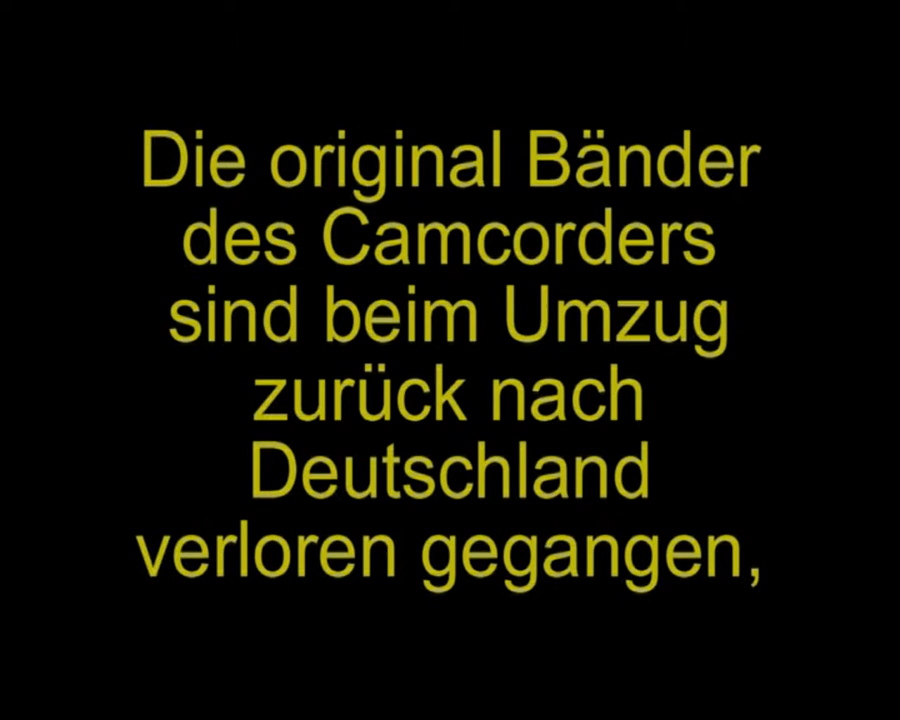 Die original Bänder
des Camcorders
sind beim Umzug
zurück nach
Deutschland
verloren gegangen,